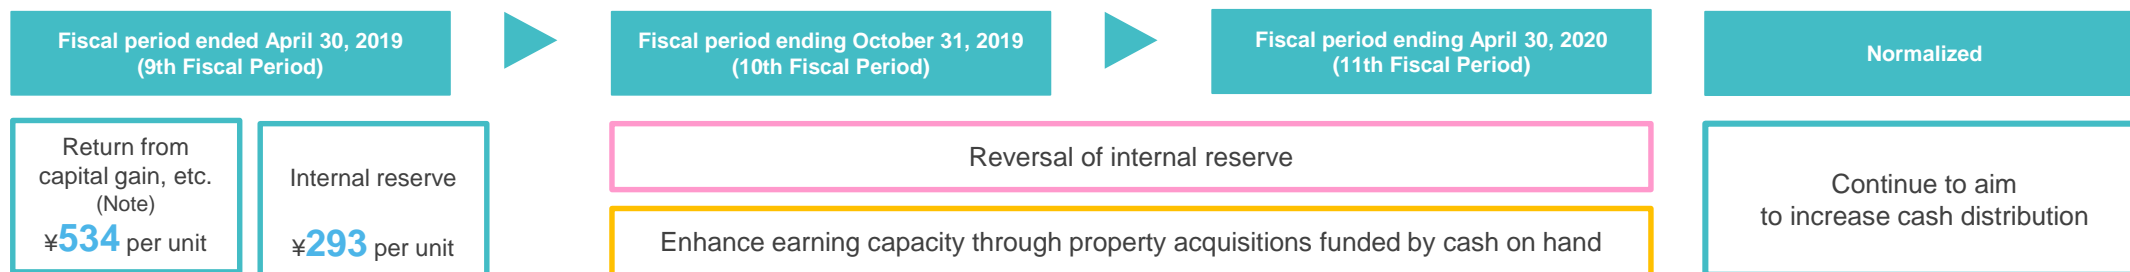 Fiscal period ended April 30, 2019
(9th Fiscal Period)
Fiscal period ending October 31, 2019
(10th Fiscal Period)
Fiscal period ending April 30, 2020
(11th Fiscal Period)
Normalized
Return from
capital gain, etc.
(Note)
¥534 per unit
Internal reserve
¥293 per unit
Reversal of internal reserve
Enhance earning capacity through property acquisitions funded by cash on hand
Continue to aim
to increase cash distribution